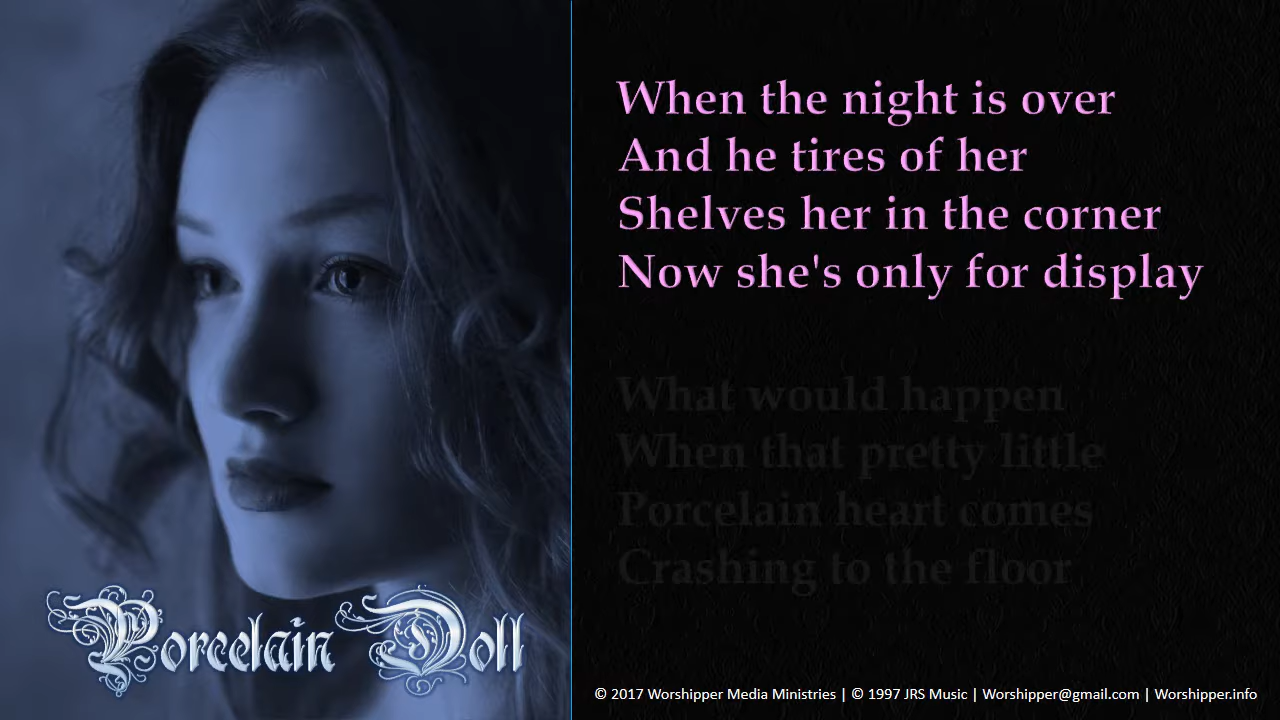 When the night is over
And he tires of her
Shelves her in the corner
Now she's only for display
What would happen
When that pretty little
Porcelain heart comes
Crashing to the floor
Porcelain Doll
© 2017 Worshipper Media Ministries | © 1997 JRS Music | Worshipper@gmail.com | Worshipper.info